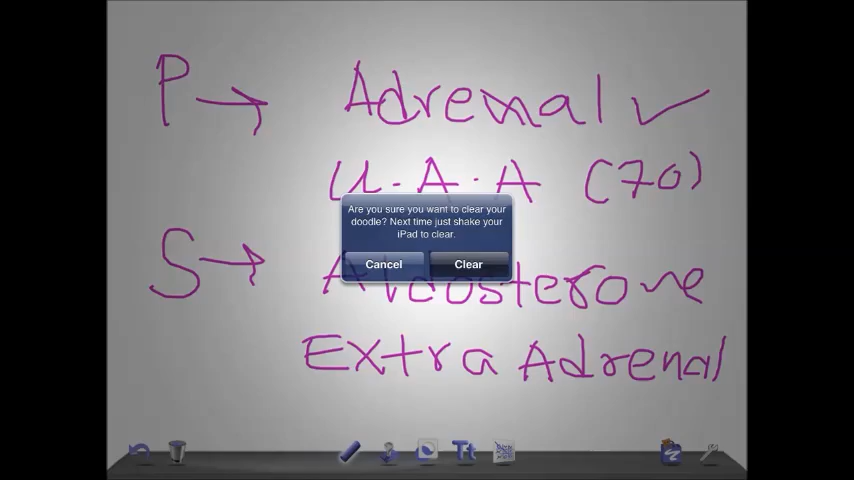 P → Adrenal ✓
U.A.A (70)
Are you sure you want to clear your
doodle? Next time just shake your
iPad to clear.
Cancel Clear
S → Aldosterone
Extra Adrenal
Tt